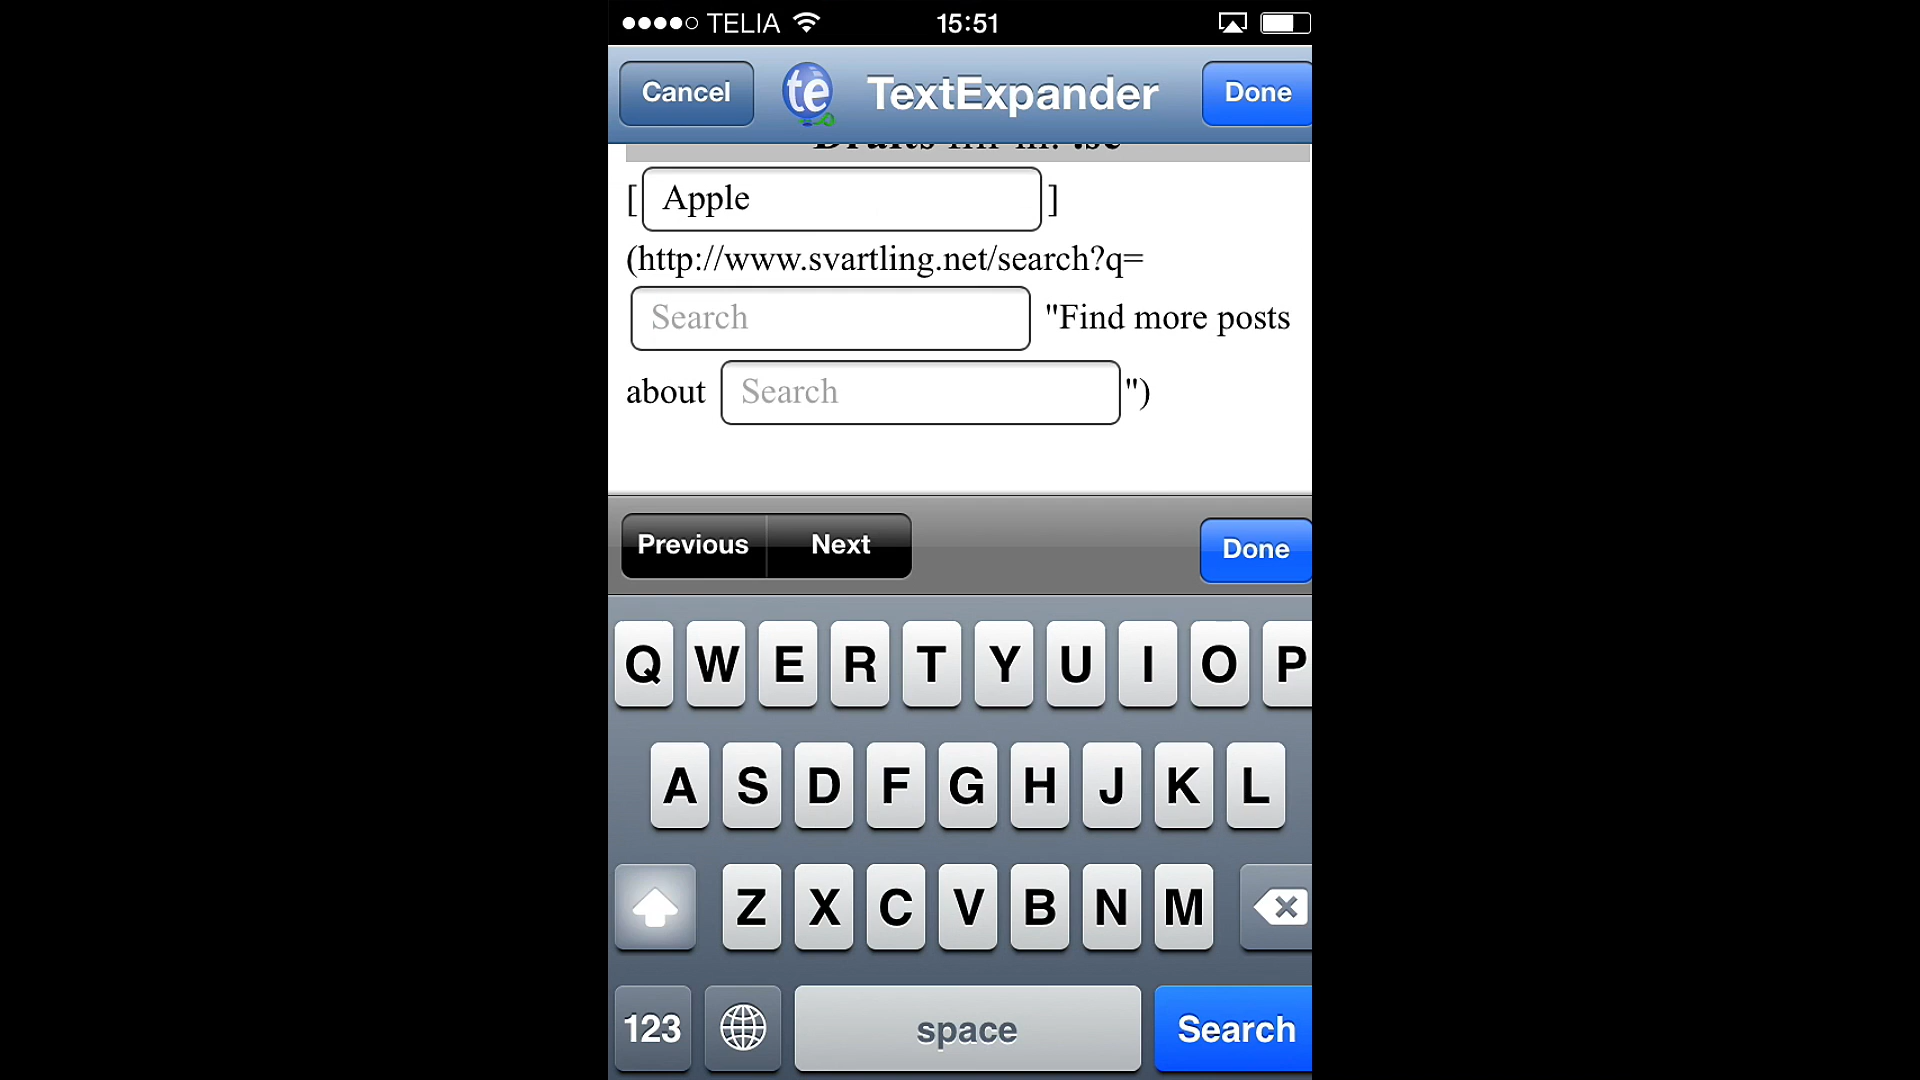 TELIA 15:51
Cancel te TextExpander Done
[Apple]
(http://www.svartling.net/search?q=
Search "Find more posts
about Search ")
Previous Next Done
Q W E R T Y U I O P
A S D F G H J K L
Z X C V B N M
123 space Search